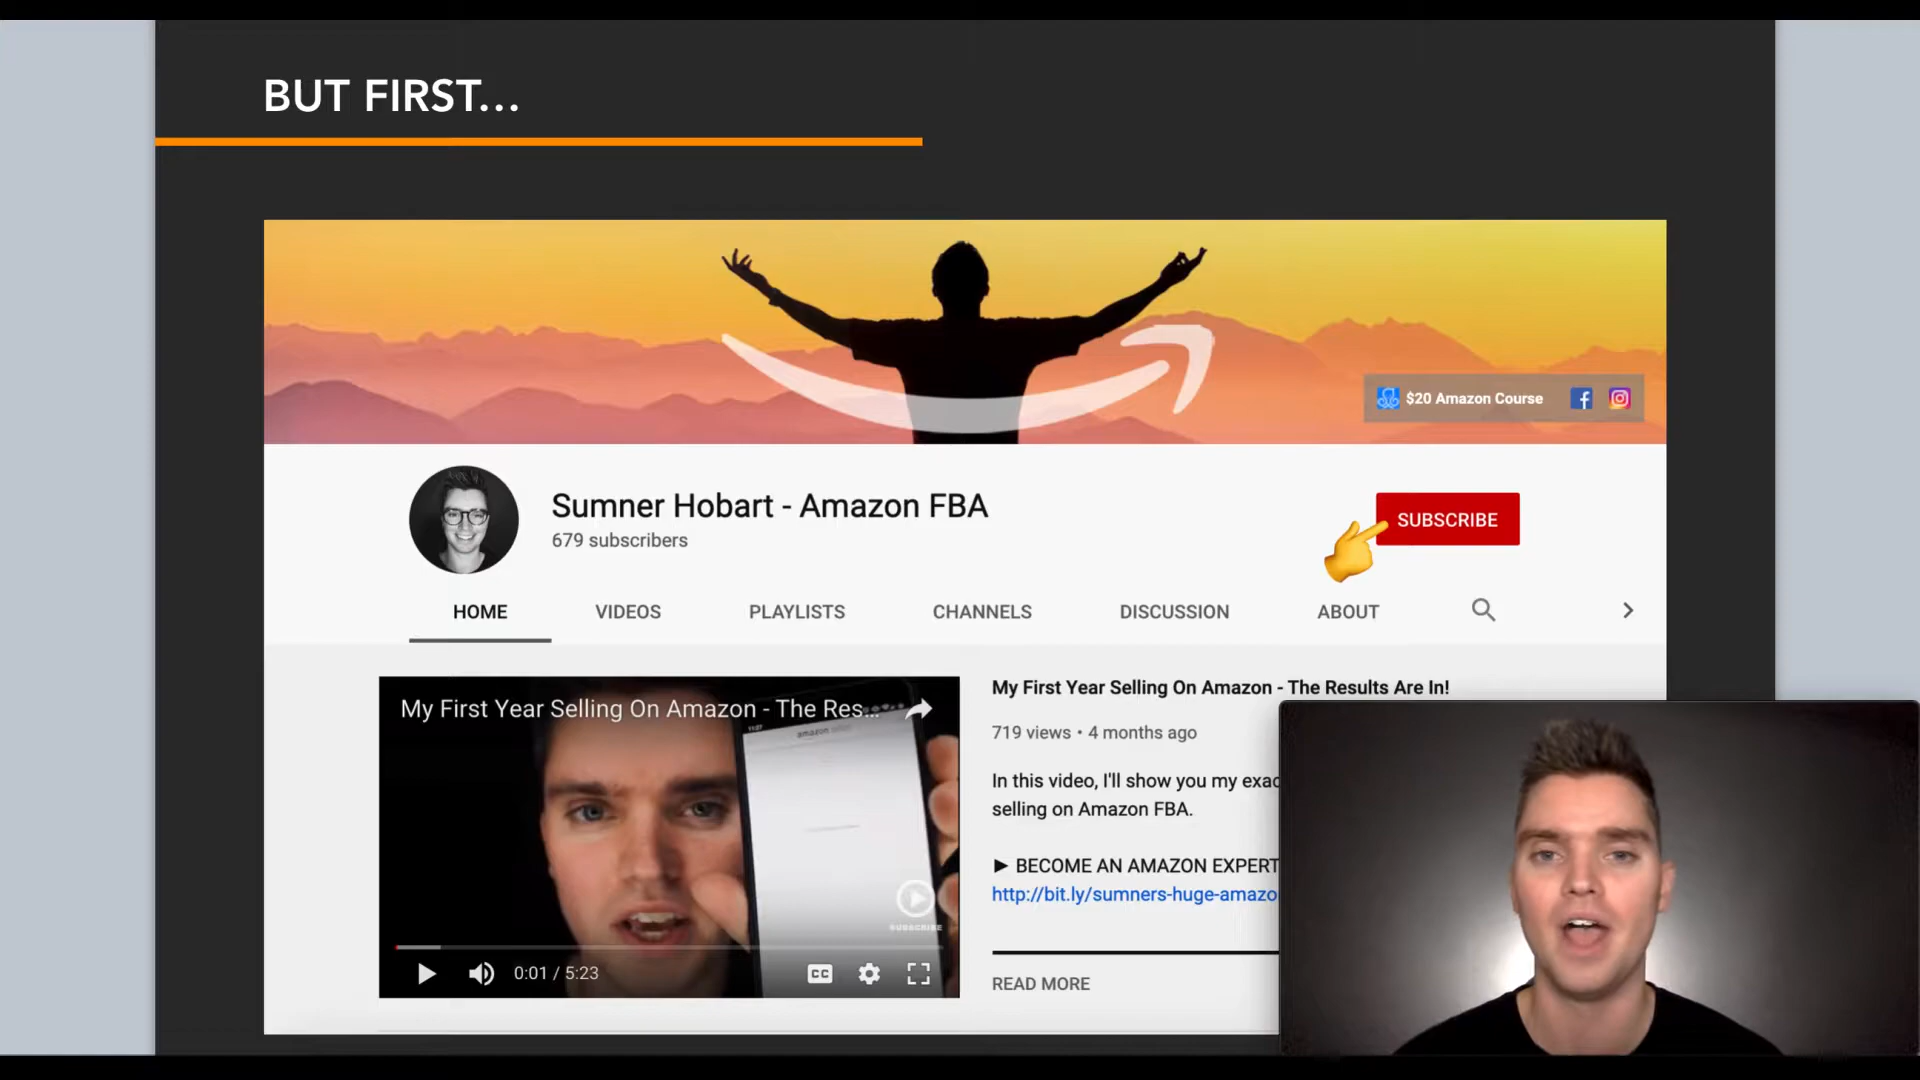 BUT FIRST...
$20 Amazon Course
Sumner Hobart - Amazon FBA
679 subscribers
SUBSCRIBE
HOME
VIDEOS
PLAYLISTS
CHANNELS
DISCUSSION
ABOUT
My First Year Selling On Amazon - The Res...
amazon
SUBSCRIBE
0:01 / 5:23
CC
My First Year Selling On Amazon - The Results Are In!
719 views • 4 months ago
In this video, I'll show you my exac
selling on Amazon FBA.
► BECOME AN AMAZON EXPERT
http://bit.ly/sumners-huge-amazo
READ MORE